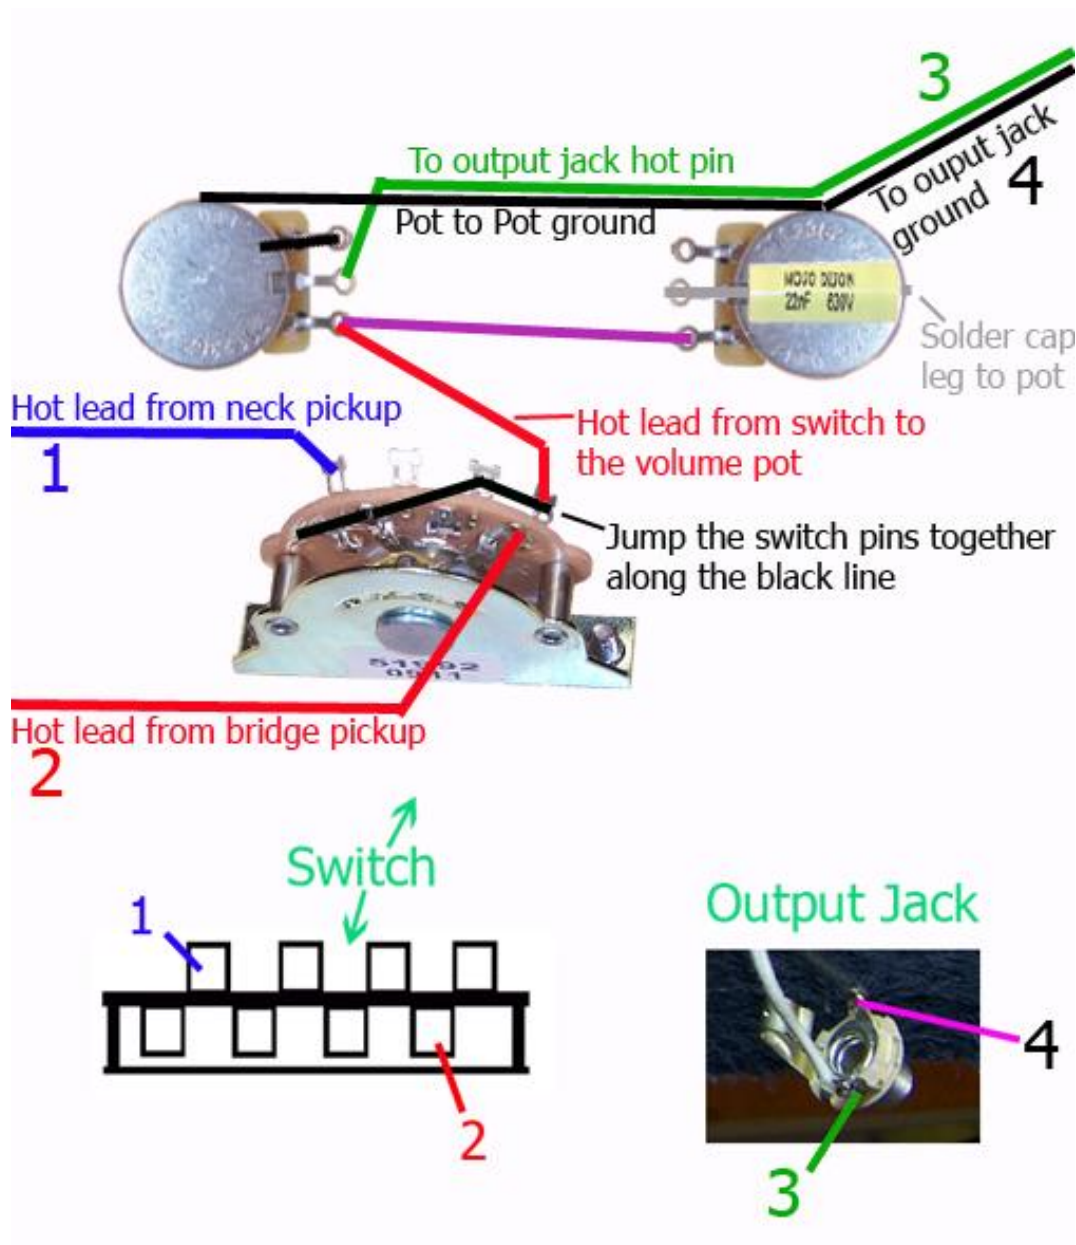 3
To output jack hot pin
To ouput jack
ground 4
Pot to Pot ground
MOJO DIJON
22nF 630V
Solder cap
leg to pot
Hot lead from neck pickup
1
Hot lead from switch to
the volume pot
Jump the switch pins together
along the black line
Hot lead from bridge pickup
2
Switch
Output Jack
1
2
4
3